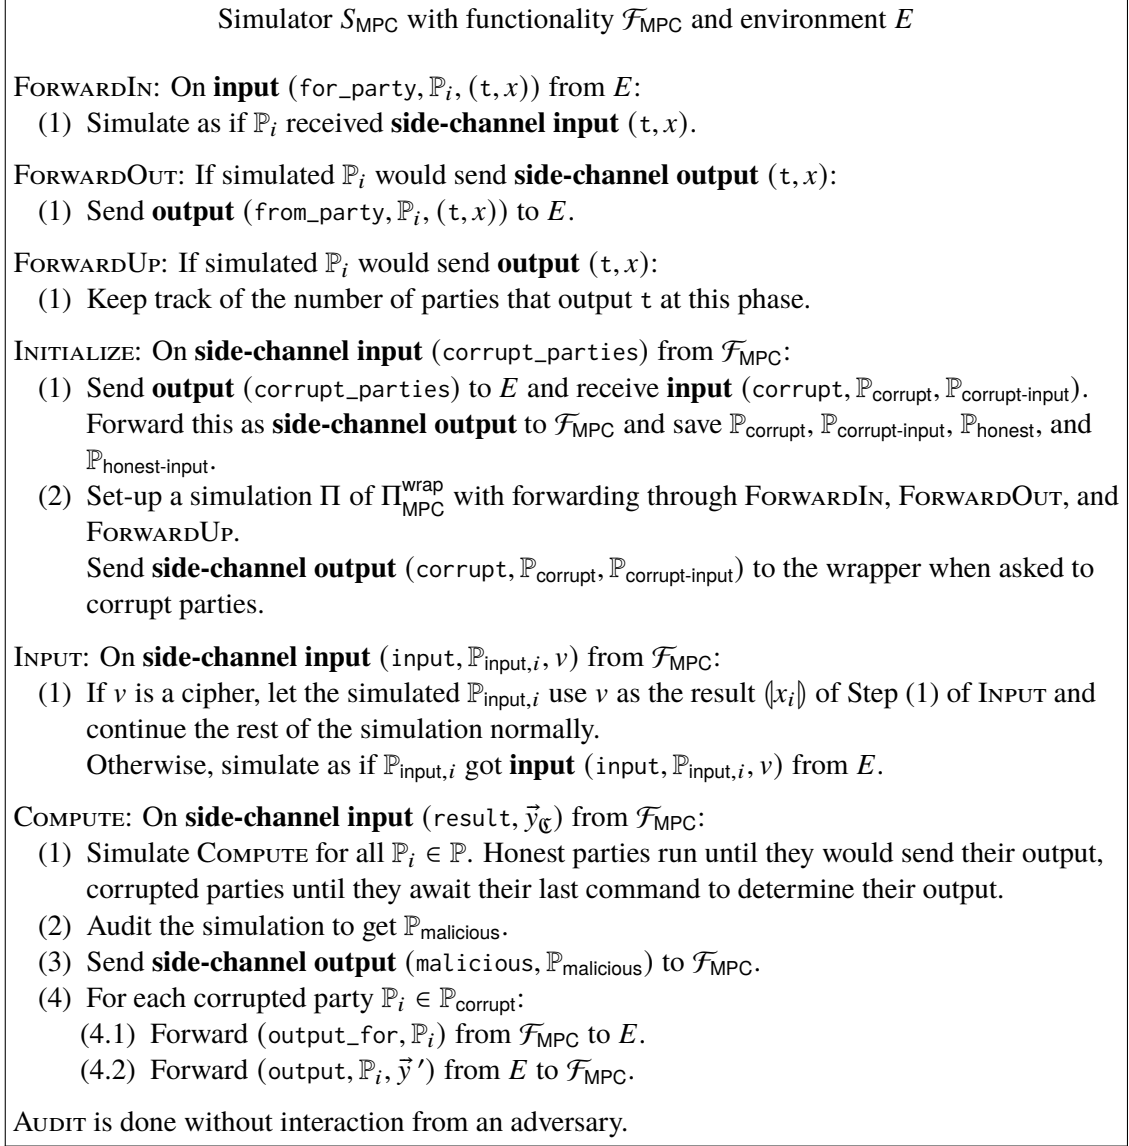 Simulator S_MPC with functionality ℱ_MPC and environment E
FORWARDIN: On input (for_party, ℙ_i, (t, x)) from E:
(1) Simulate as if ℙ_i received side-channel input (t, x).
FORWARDOUT: If simulated ℙ_i would send side-channel output (t, x):
(1) Send output (from_party, ℙ_i, (t, x)) to E.
FORWARDUP: If simulated ℙ_i would send output (t, x):
(1) Keep track of the number of parties that output t at this phase.
INITIALIZE: On side-channel input (corrupt_parties) from ℱ_MPC:
(1) Send output (corrupt_parties) to E and receive input (corrupt, ℙ_corrupt, ℙ_corrupt-input).
Forward this as side-channel output to ℱ_MPC and save ℙ_corrupt, ℙ_corrupt-input, ℙ_honest, and
ℙ_honest-input.
(2) Set-up a simulation Π of Π_MPC^wrap with forwarding through FORWARDIN, FORWARDOUT, and
FORWARDUP.
Send side-channel output (corrupt, ℙ_corrupt, ℙ_corrupt-input) to the wrapper when asked to
corrupt parties.
INPUT: On side-channel input (input, ℙ_input,i, v) from ℱ_MPC:
(1) If v is a cipher, let the simulated ℙ_input,i use v as the result ⦇x_i⦈ of Step (1) of INPUT and
continue the rest of the simulation normally.
Otherwise, simulate as if ℙ_input,i got input (input, ℙ_input,i, v) from E.
COMPUTE: On side-channel input (result, y⃗_𝕮) from ℱ_MPC:
(1) Simulate COMPUTE for all ℙ_i ∈ ℙ. Honest parties run until they would send their output,
corrupted parties until they await their last command to determine their output.
(2) Audit the simulation to get ℙ_malicious.
(3) Send side-channel output (malicious, ℙ_malicious) to ℱ_MPC.
(4) For each corrupted party ℙ_i ∈ ℙ_corrupt:
(4.1) Forward (output_for, ℙ_i) from ℱ_MPC to E.
(4.2) Forward (output, ℙ_i, y⃗ ′) from E to ℱ_MPC.
AUDIT is done without interaction from an adversary.